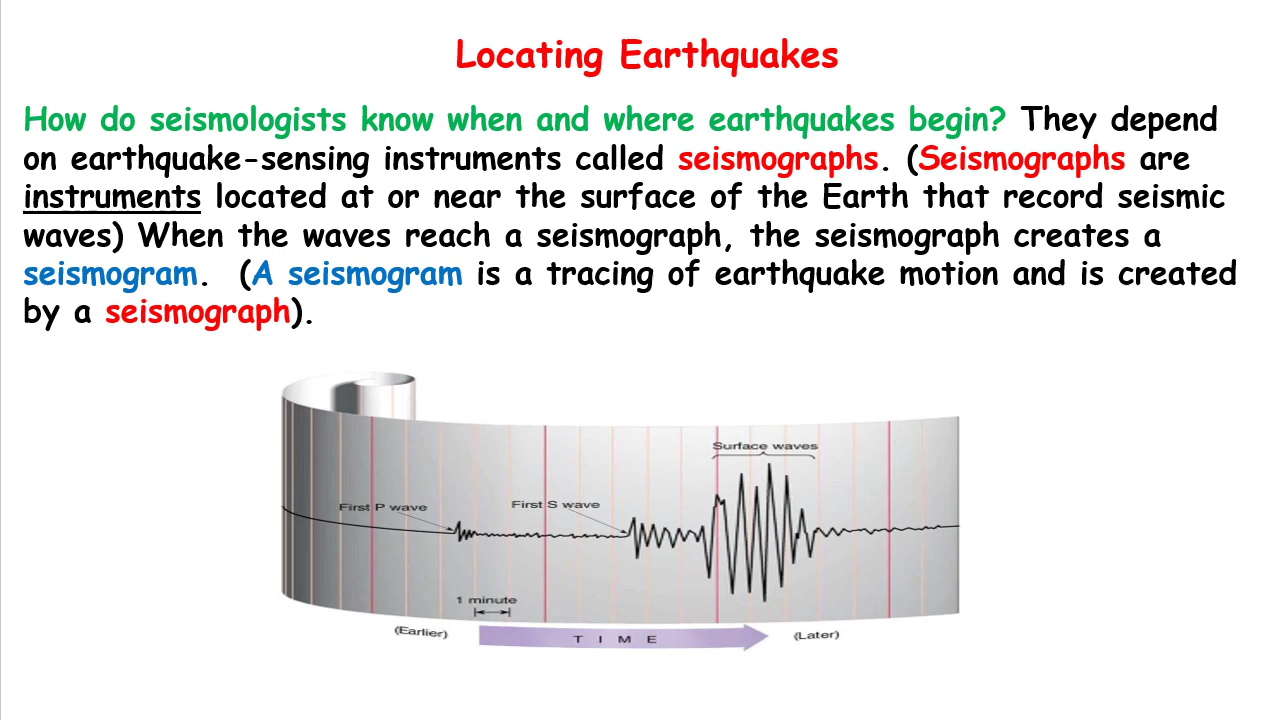 Locating Earthquakes
How do seismologists know when and where earthquakes begin? They depend
on earthquake-sensing instruments called seismographs. (Seismographs are
instruments located at or near the surface of the Earth that record seismic
waves) When the waves reach a seismograph, the seismograph creates a
seismogram.  (A seismogram is a tracing of earthquake motion and is created
by a seismograph).
Surface waves
First P wave
First S wave
1 minute
(Earlier)
TIME
(Later)